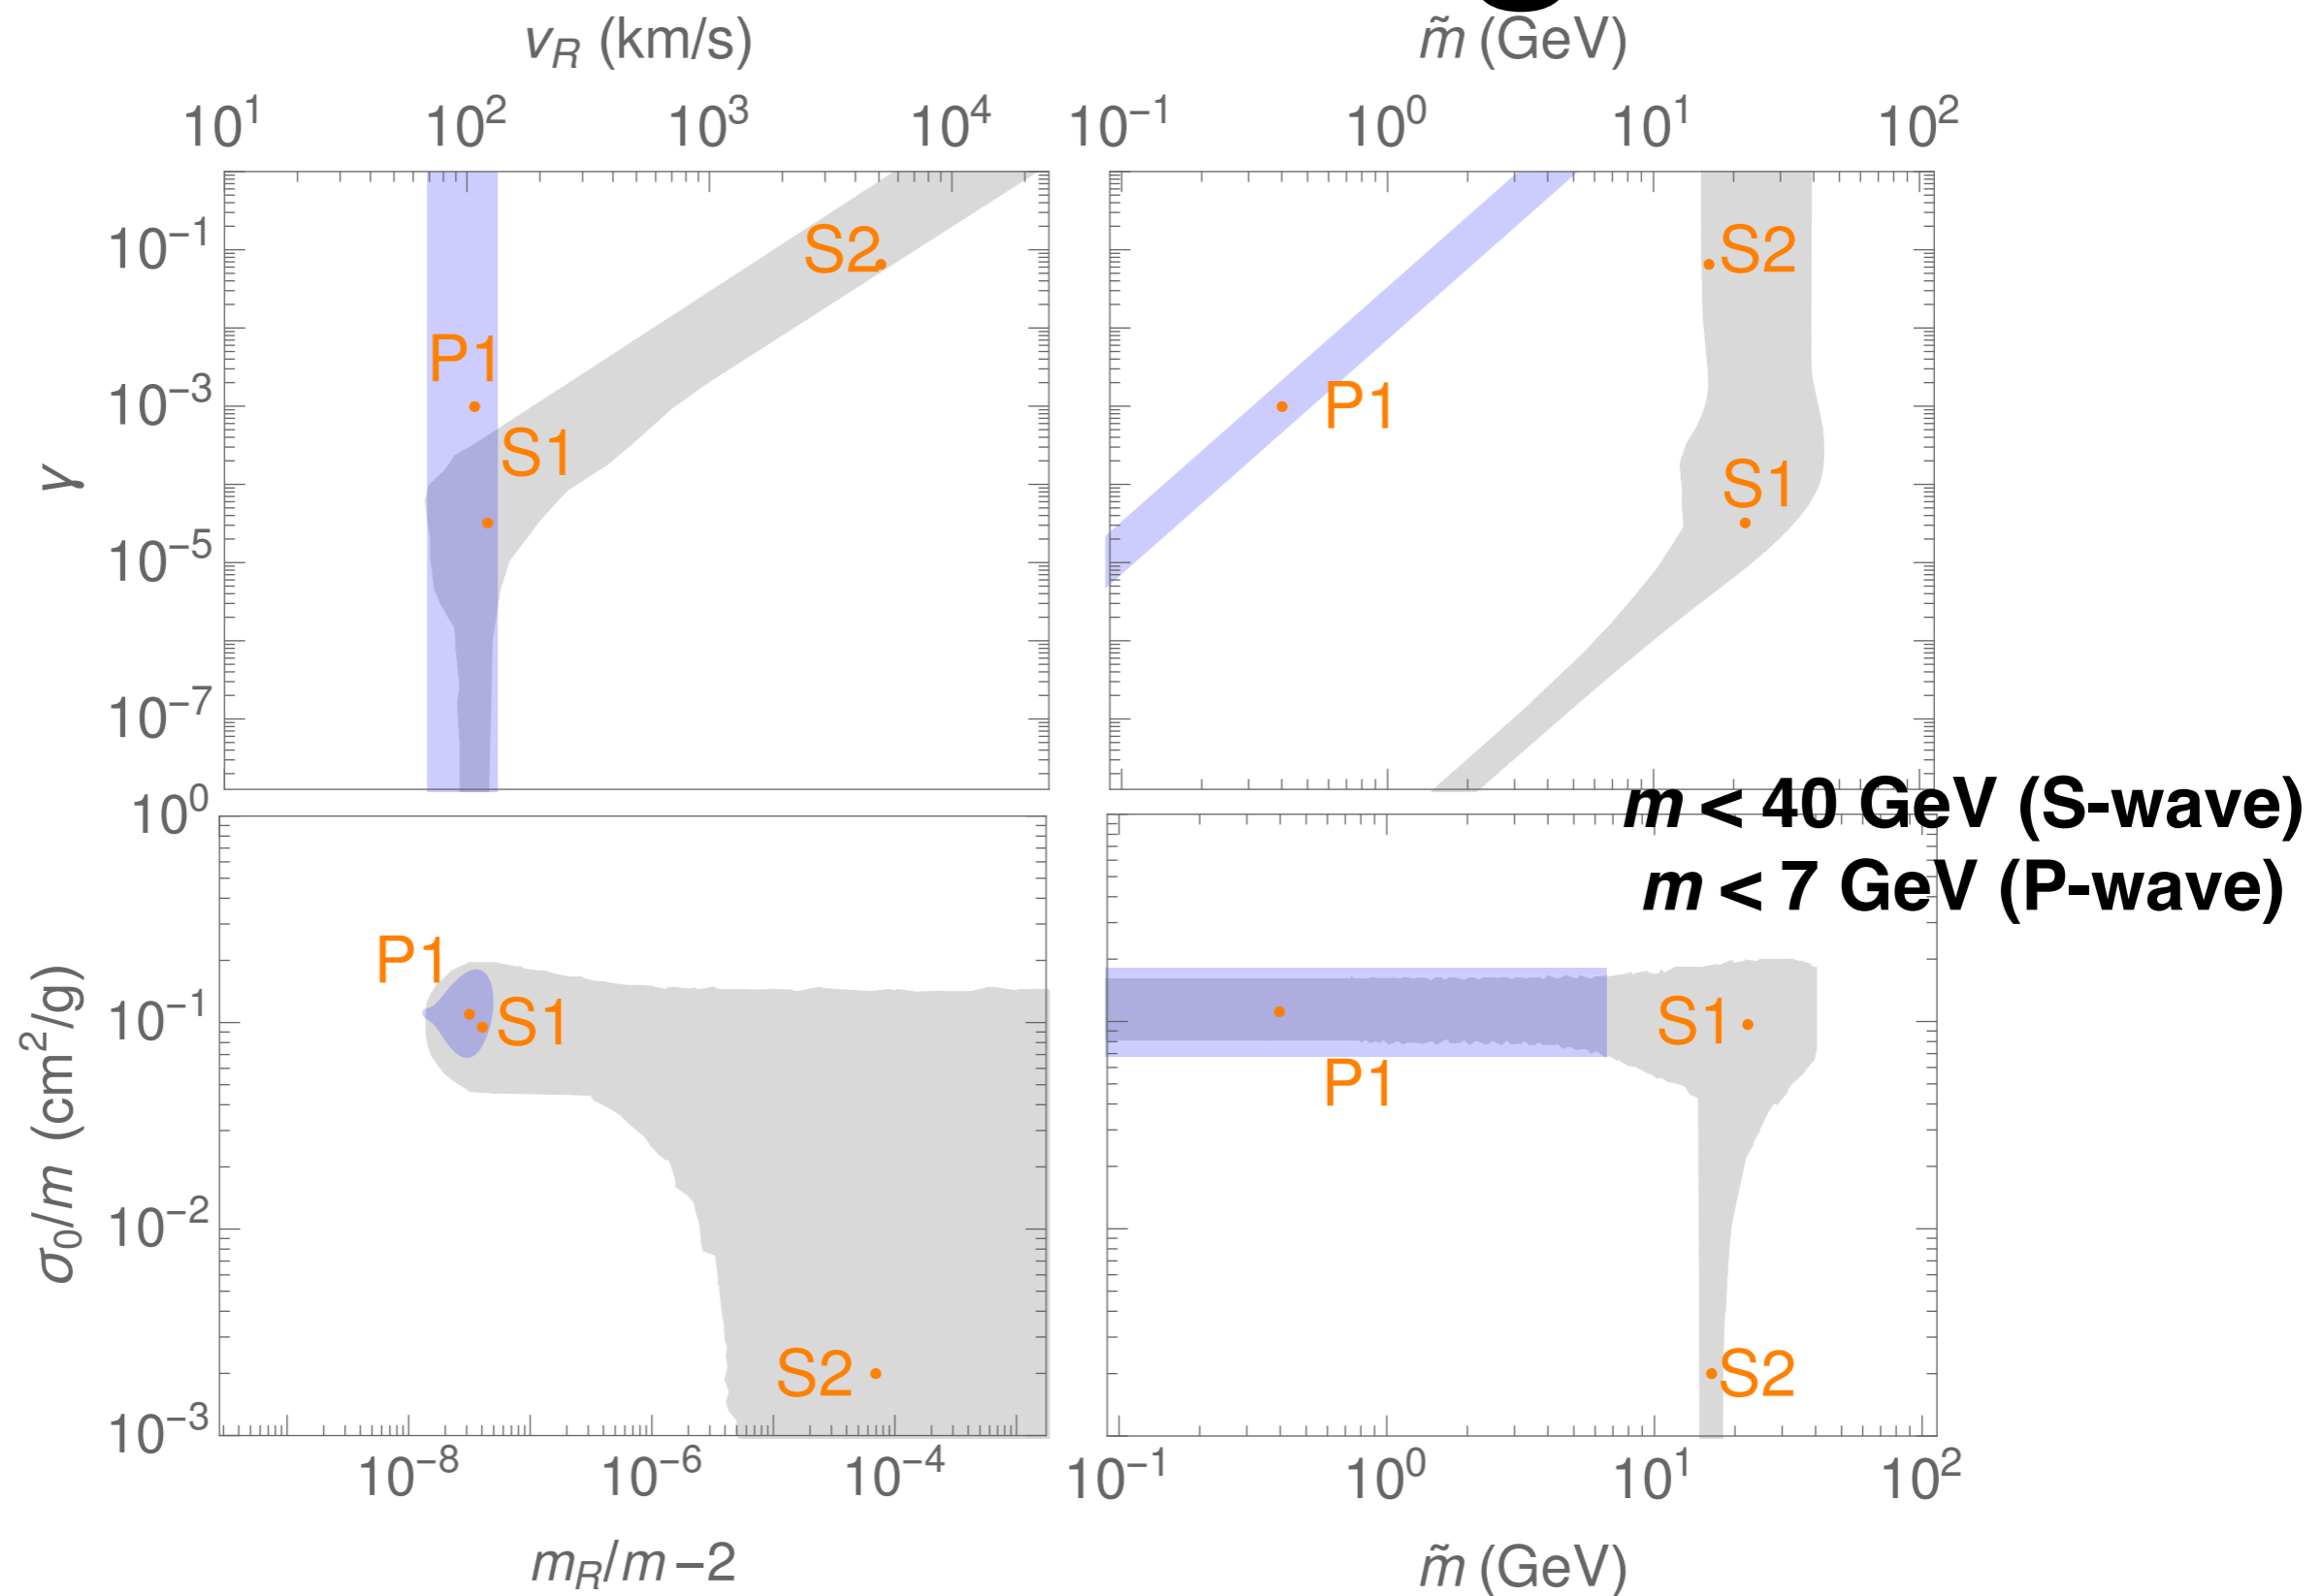 v_R (km/s)
m̃ (GeV)
10^1 10^2 10^3 10^4
10^−1 10^0 10^1 10^2
10^−1
10^−3
10^−5
10^−7
γ
S2
P1
S1
S2
P1
S1
m < 40 GeV (S-wave)
m < 7 GeV (P-wave)
10^0
10^−1
10^−2
10^−3
σ_0/m (cm^2/g)
P1
S1
S2
S1
P1
S2
10^−8 10^−6 10^−4
10^−1 10^0 10^1 10^2
m_R/m−2
m̃ (GeV)